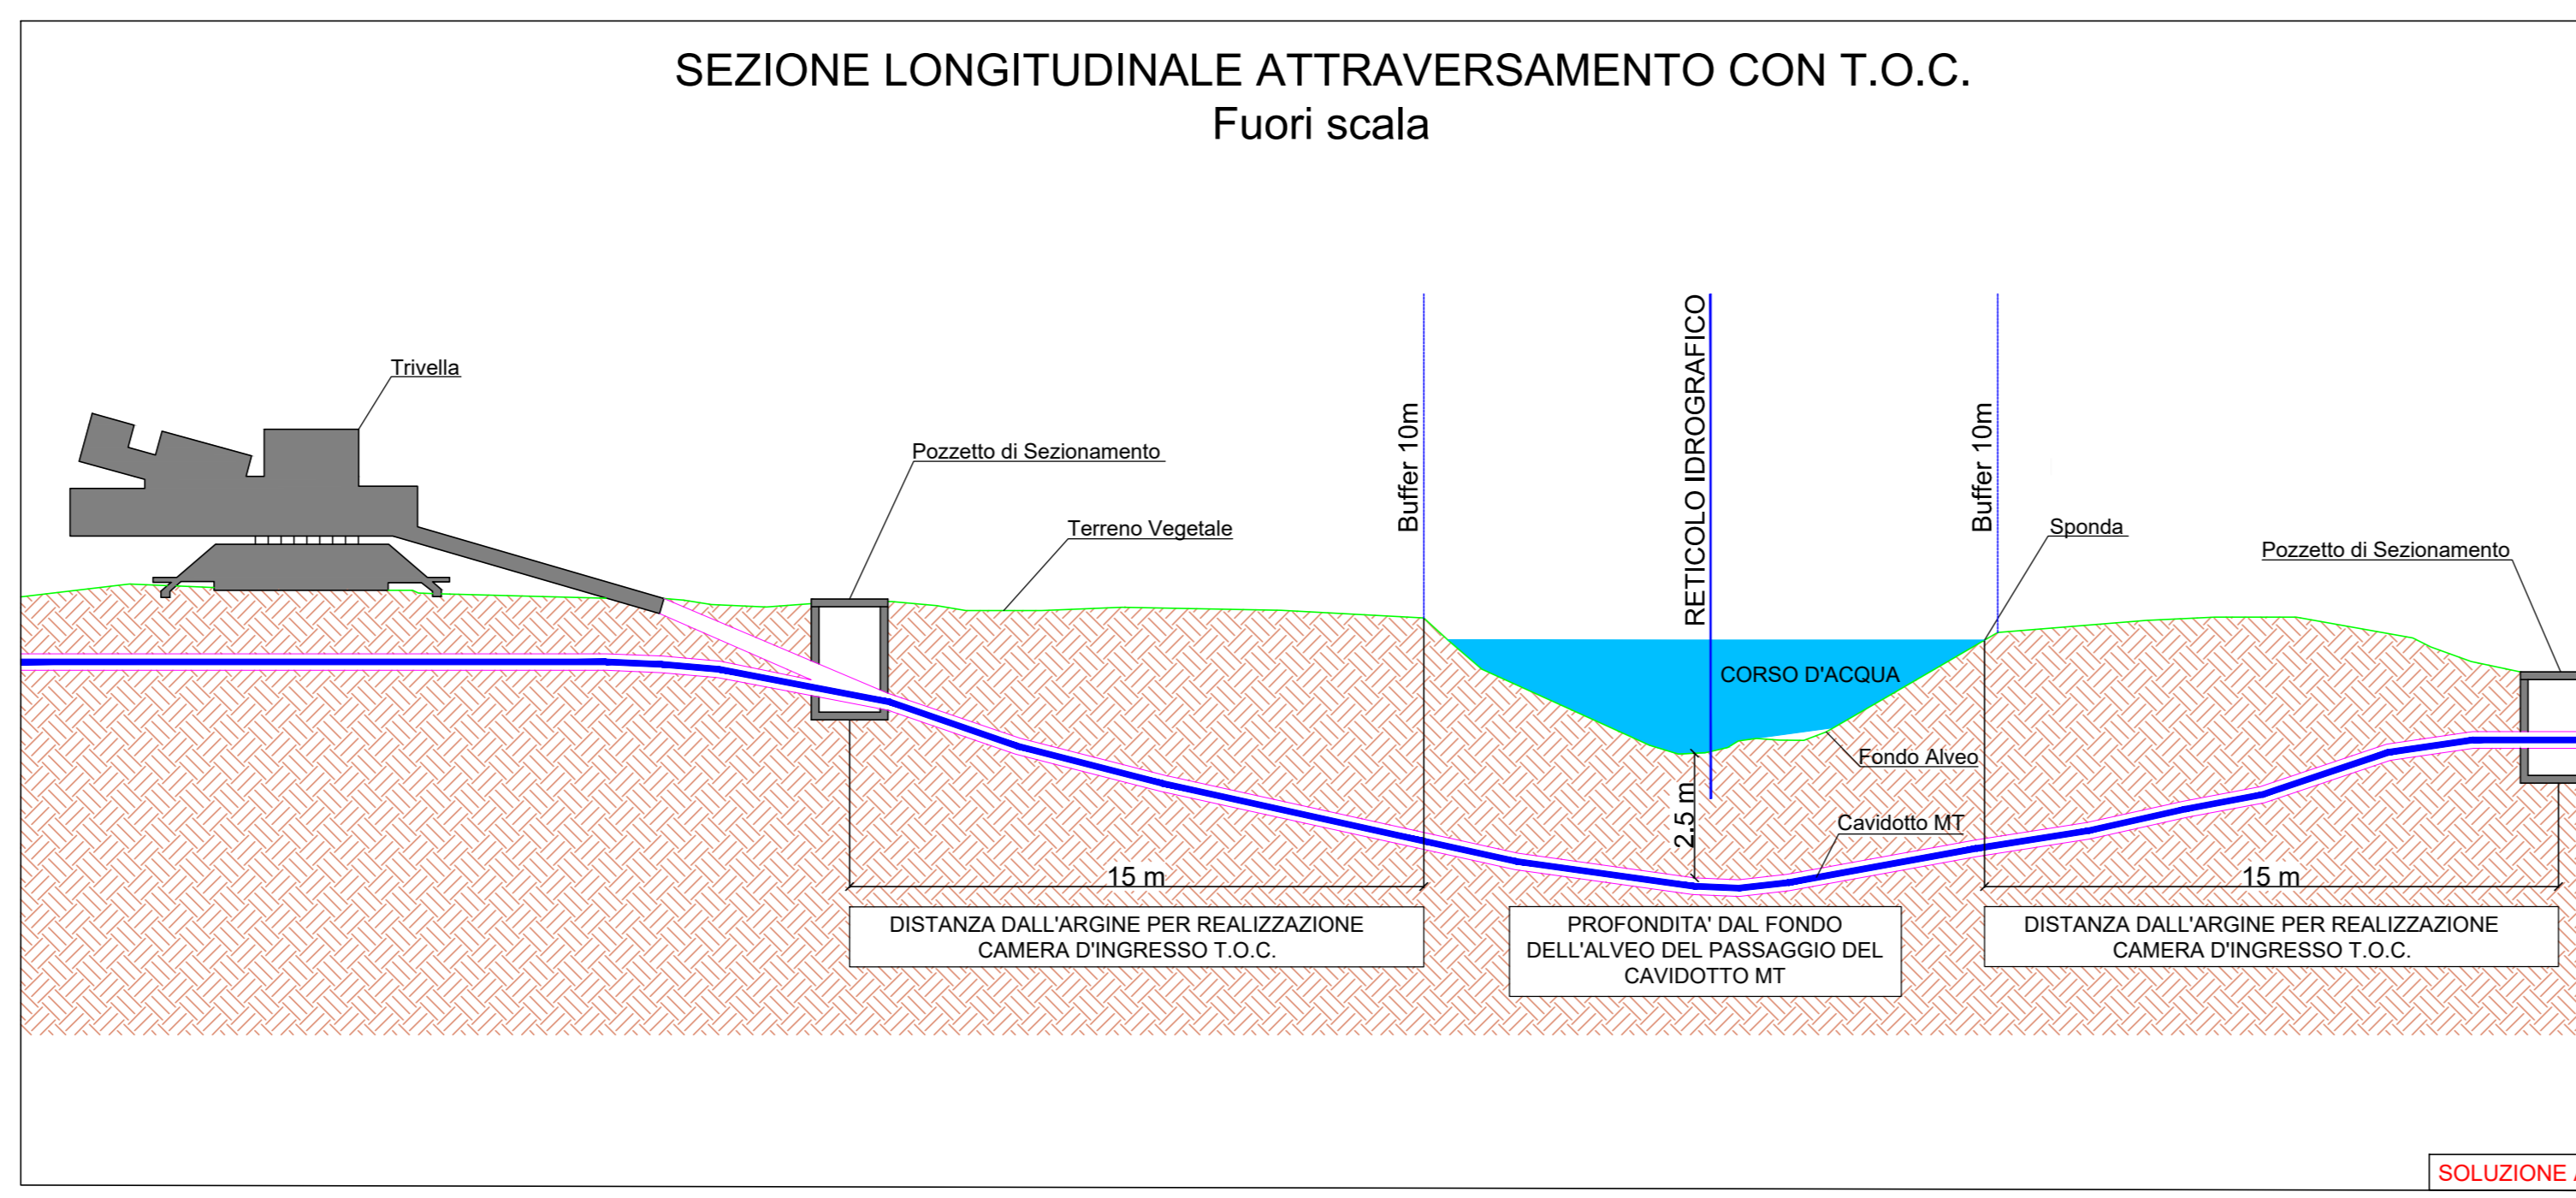 SEZIONE LONGITUDINALE ATTRAVERSAMENTO CON T.O.C.
Fuori scala
Trivella
Pozzetto di Sezionamento
Terreno Vegetale
Buffer 10m
RETICOLO IDROGRAFICO
Buffer 10m
Sponda
Pozzetto di Sezionamento
CORSO D'ACQUA
Fondo Alveo
2.5 m
Cavidotto MT
15 m
15 m
DISTANZA DALL'ARGINE PER REALIZZAZIONE
CAMERA D'INGRESSO T.O.C.
PROFONDITA' DAL FONDO
DELL'ALVEO DEL PASSAGGIO DEL
CAVIDOTTO MT
DISTANZA DALL'ARGINE PER REALIZZAZIONE
CAMERA D'INGRESSO T.O.C.
SOLUZIONE